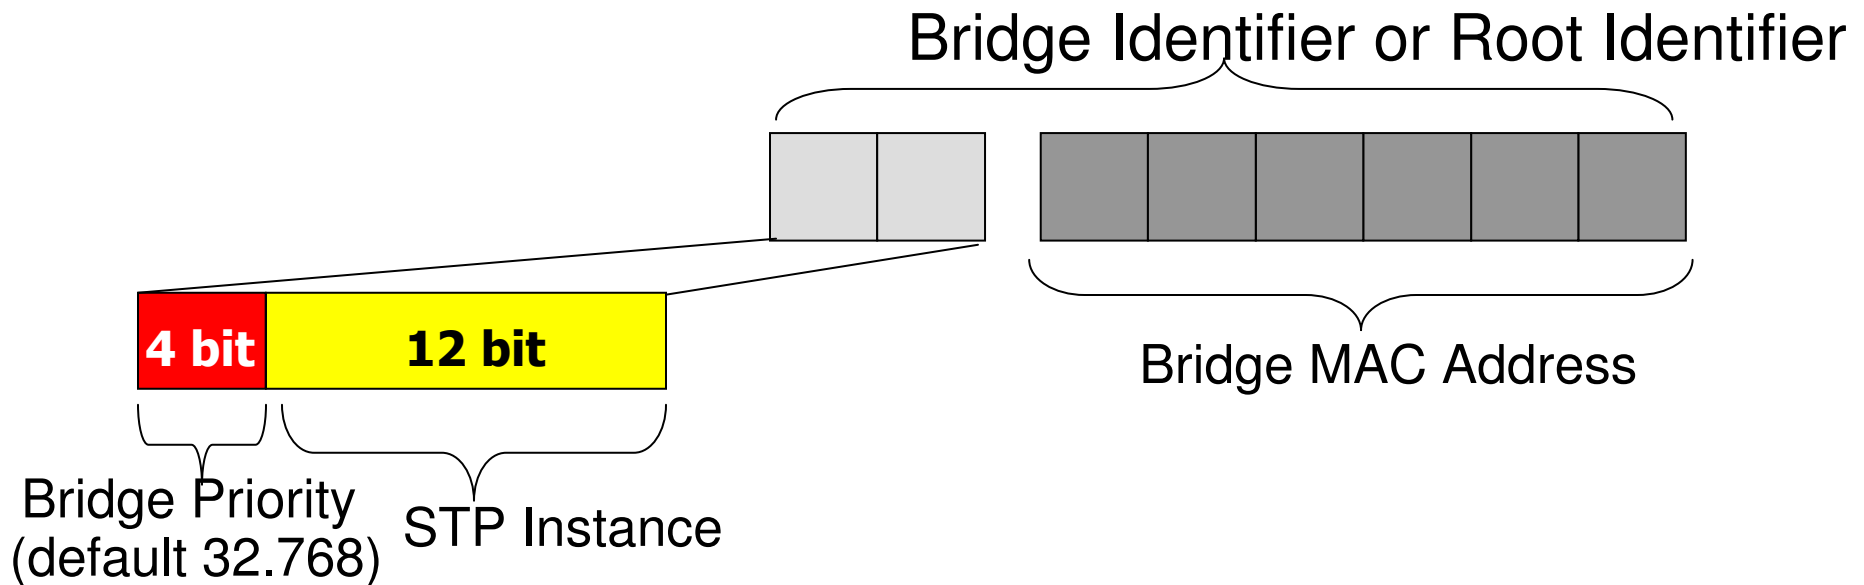 Bridge Identifier or Root Identifier
4 bit
12 bit
Bridge MAC Address
Bridge Priority
(default 32.768)
STP Instance